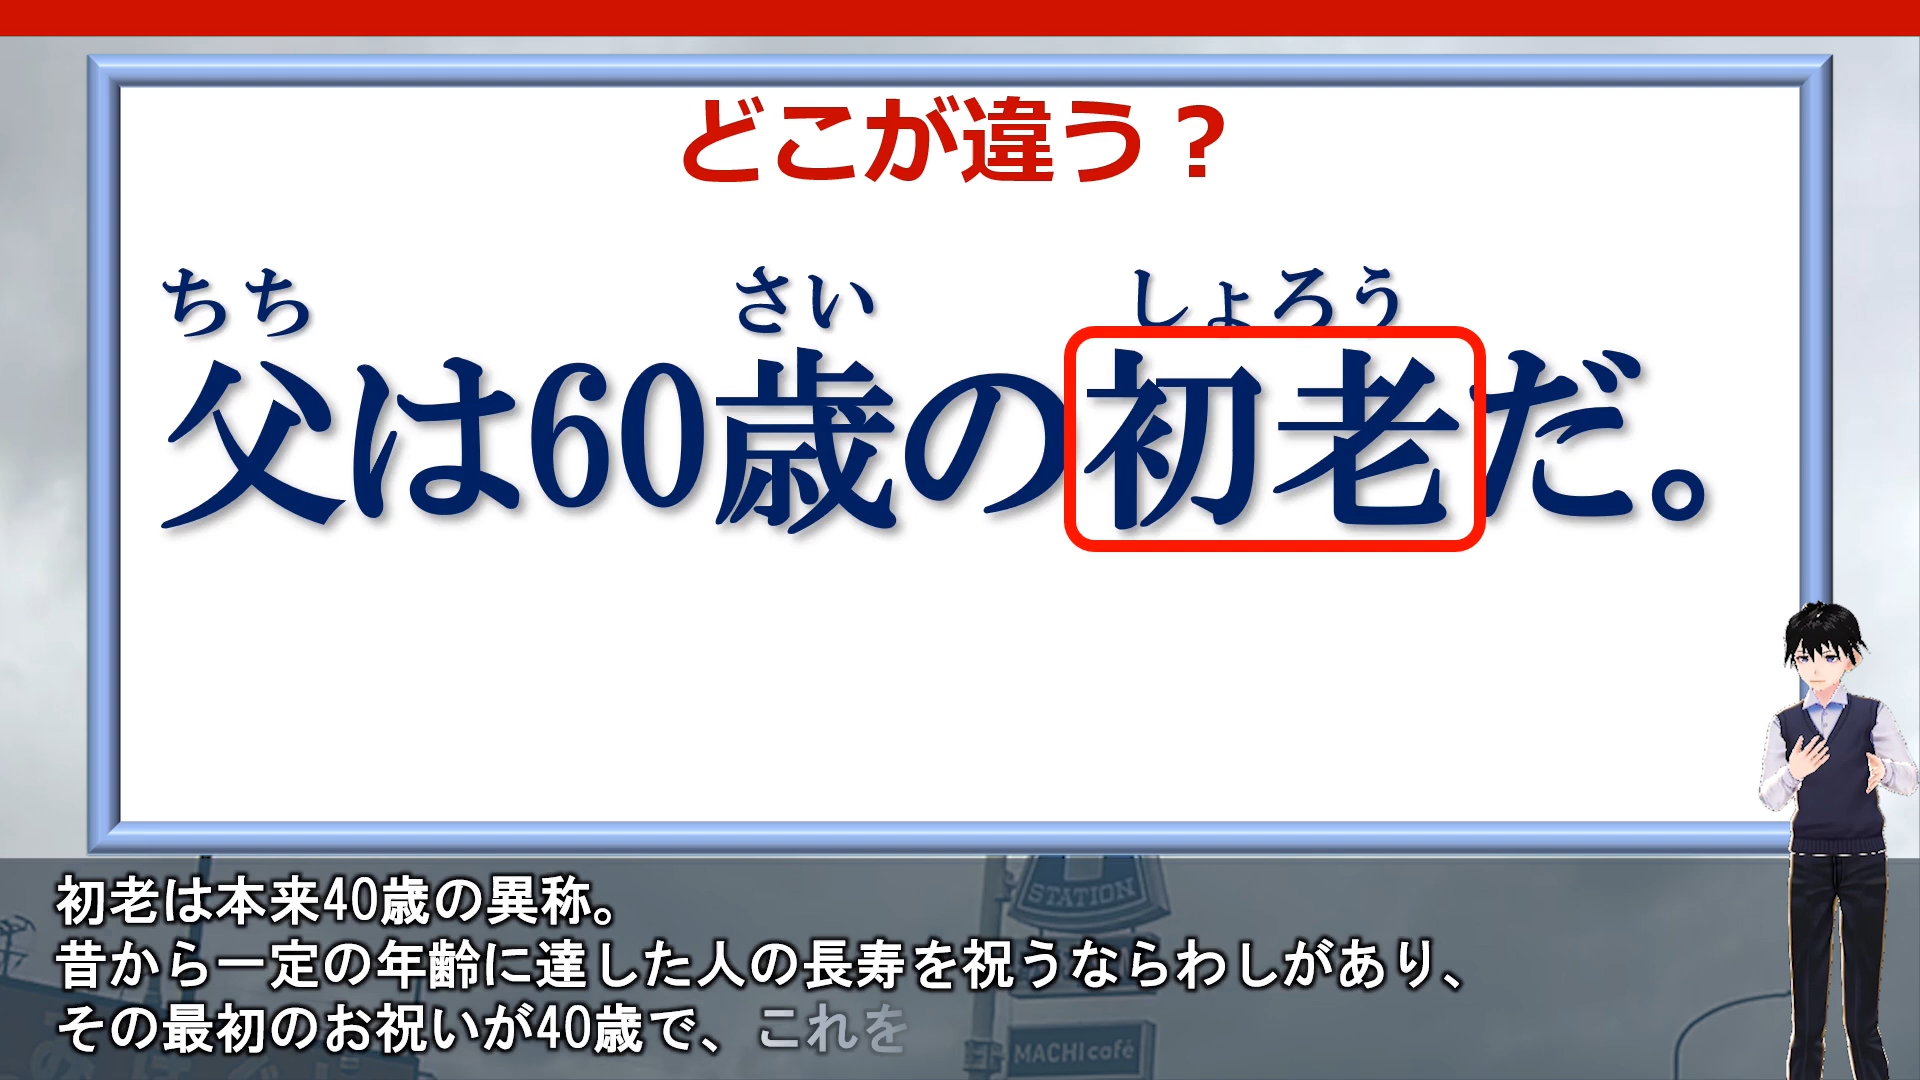 どこが違う？
ちち さい しょろう
父は60歳の初老だ。
初老は本来40歳の異称。
昔から一定の年齢に達した人の長寿を祝うならわしがあり、
その最初のお祝いが40歳で、これを
STATION
MACHI café